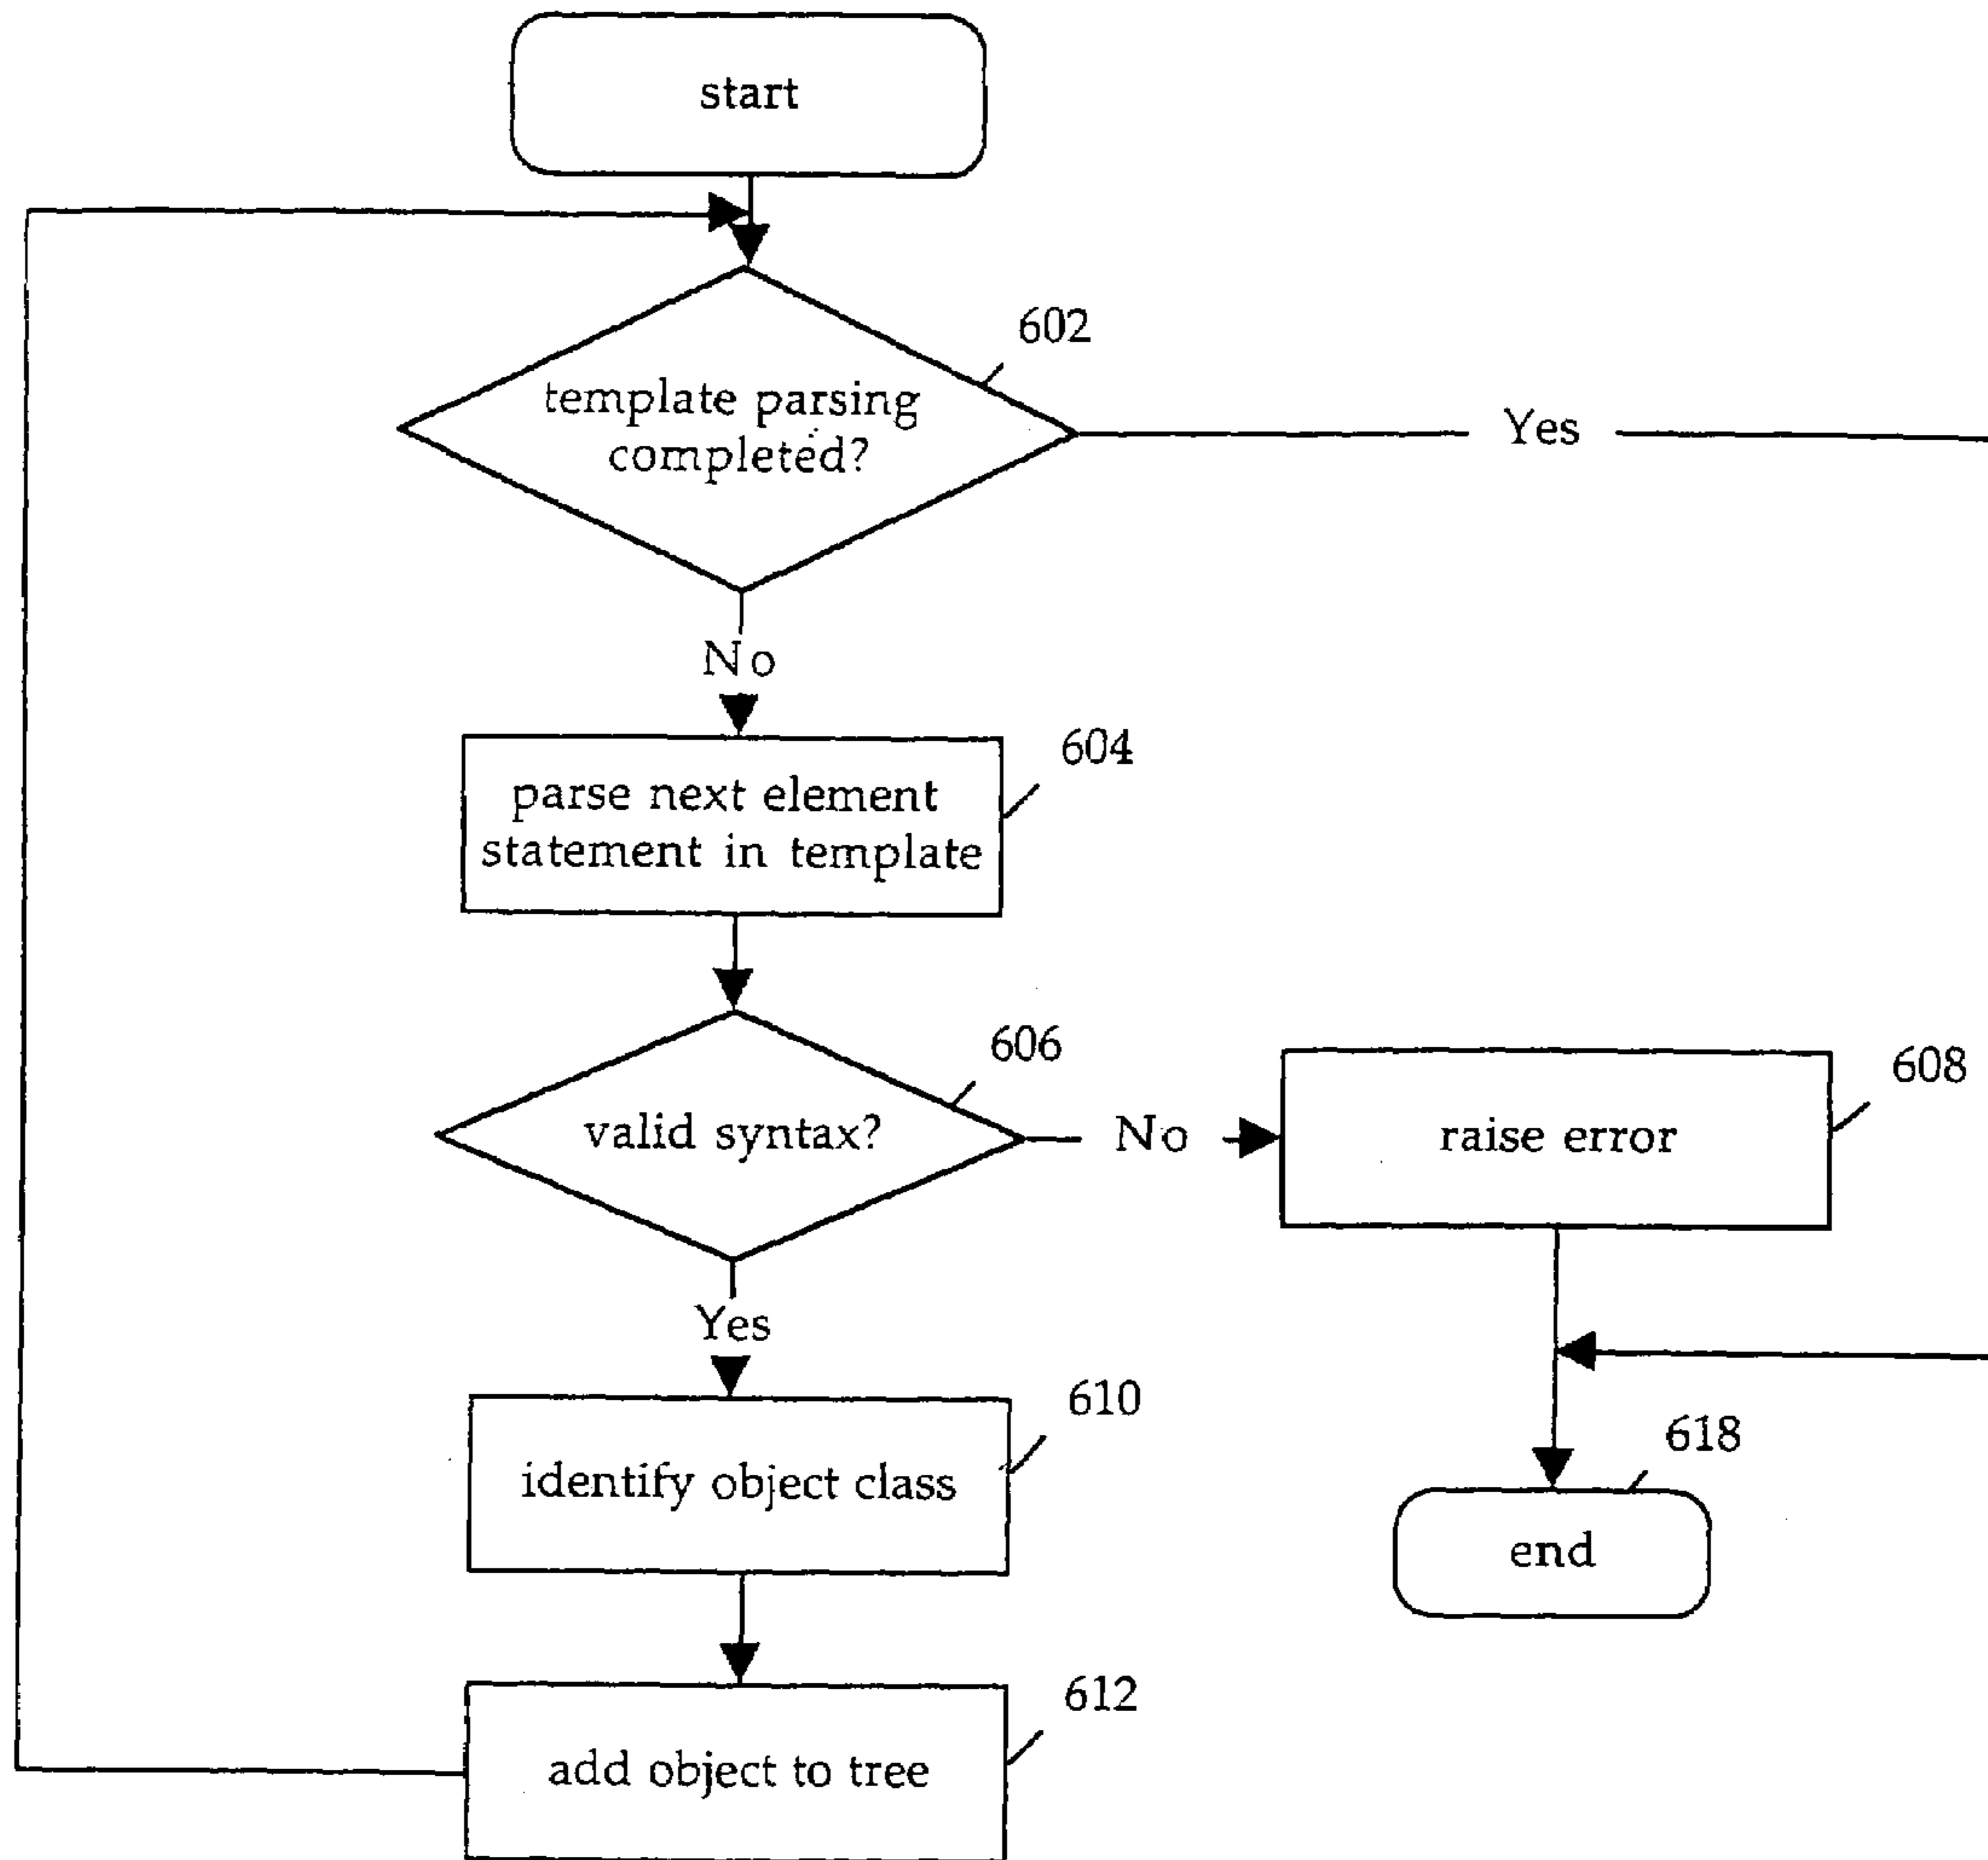 start
602
template parsing
completed?
Yes
No
604
parse next element
statement in template
606
valid syntax?
No
608
raise error
Yes
610
identify object class
618
end
612
add object to tree